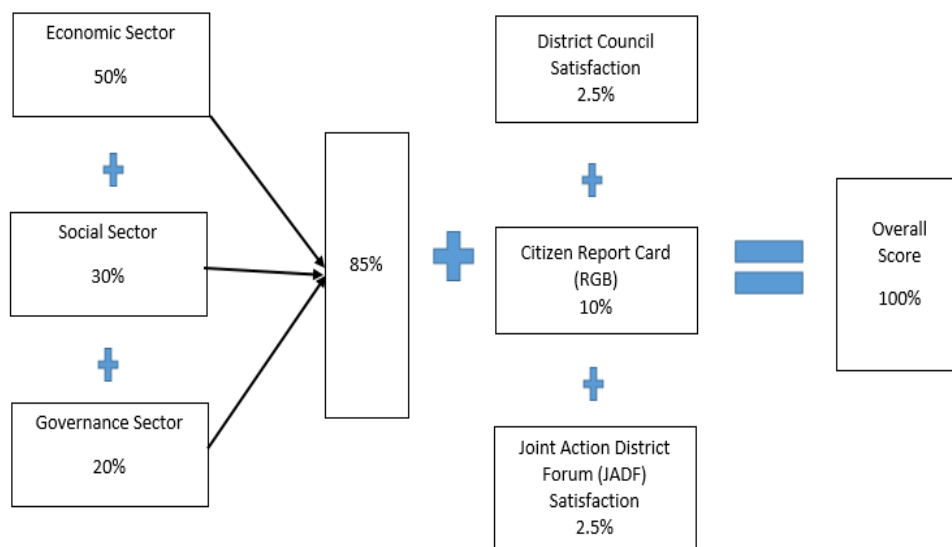 Economic Sector
50%
Social Sector
30%
Governance Sector
20%
85%
District Council
Satisfaction
2.5%
Citizen Report Card
(RGB)
10%
Joint Action District
Forum (JADF)
Satisfaction
2.5%
Overall
Score
100%